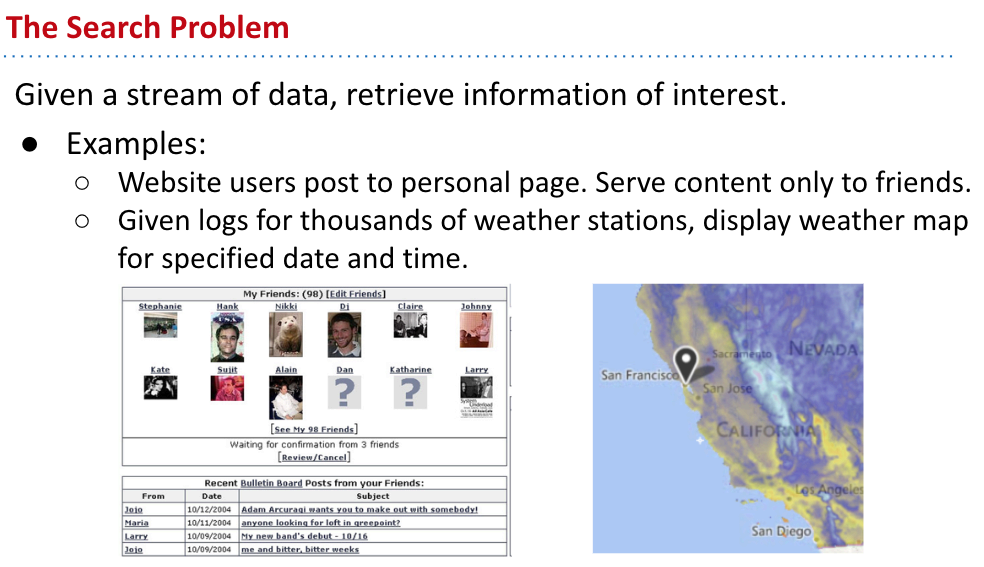 The Search Problem
Given a stream of data, retrieve information of interest.
● Examples:
○ Website users post to personal page. Serve content only to friends.
○ Given logs for thousands of weather stations, display weather map
for specified date and time.
My Friends: (98) [Edit Friends]
Stephanie Hank Nikki Dj Claire Johnny
USA
Kate Sujit Alain Dan Katharine Larry
? ?
System
Underload
[See My 98 Friends]
Waiting for confirmation from 3 friends
[Review/Cancel]
Recent Bulletin Board Posts from your Friends:
From Date Subject
Jojo 10/12/2004 Adam Arcuragi wants you to make out with somebody!
Maria 10/11/2004 anyone looking for loft in greepoint?
Larry 10/09/2004 My new band's debut - 10/16
Jojo 10/09/2004 me and bitter, bitter weeks
Sacramento NEVADA
San Francisco
San Jose
CALIFORNIA
Los Angeles
San Diego